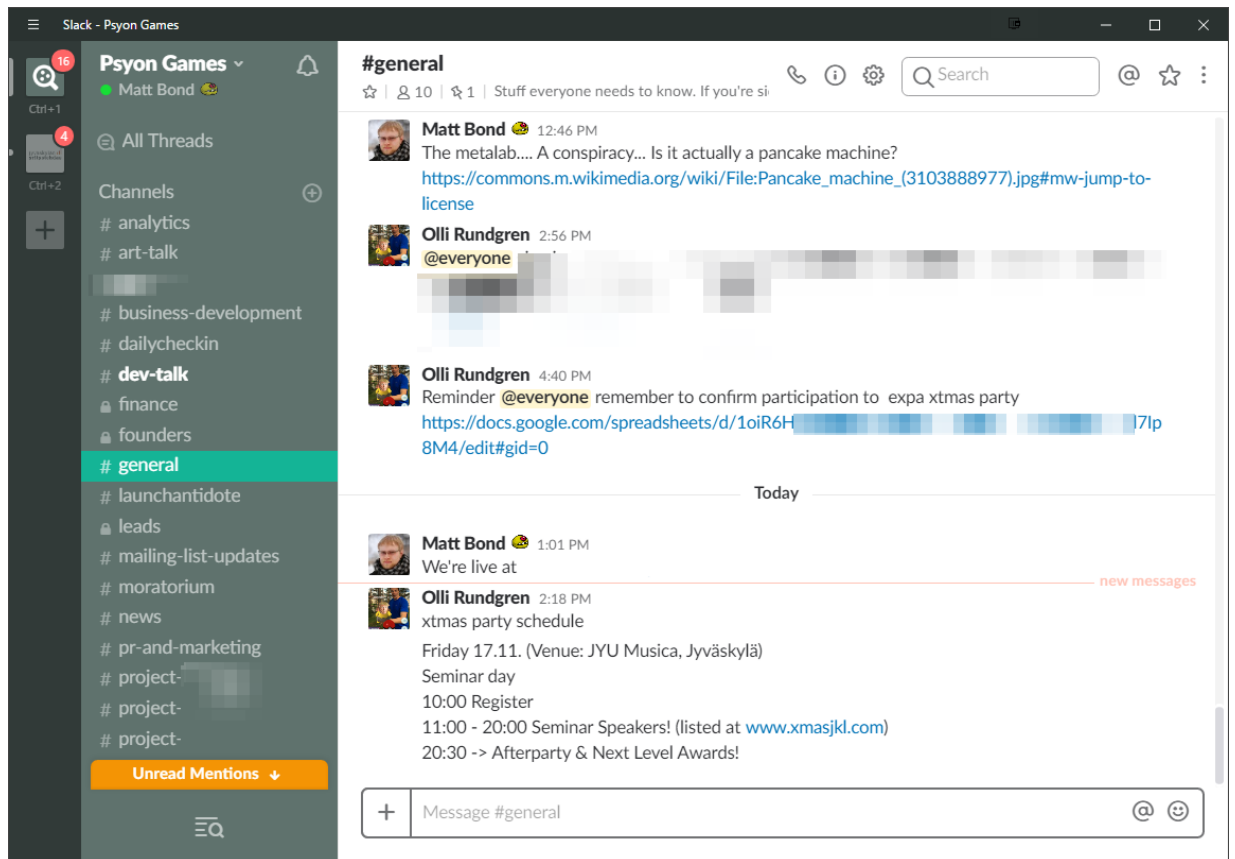 Slack - Psyon Games
16
Ctrl+1
4
Ctrl+2
Psyon Games
Matt Bond
All Threads
Channels
# analytics
# art-talk
# business-development
# dailycheckin
# dev-talk
finance
founders
# general
# launchantidote
leads
# mailing-list-updates
# moratorium
# news
# pr-and-marketing
# project-
# project-
# project-
Unread Mentions
#general
10
1
Stuff everyone needs to know. If you're si
Search
Matt Bond 12:46 PM
The metalab.... A conspiracy... Is it actually a pancake machine?
https://commons.m.wikimedia.org/wiki/File:Pancake_machine_(3103888977).jpg#mw-jump-to-
license
Olli Rundgren 2:56 PM
@everyone
Olli Rundgren 4:40 PM
Reminder @everyone remember to confirm participation to expa xtmas party
https://docs.google.com/spreadsheets/d/1oiR6H
8M4/edit#gid=0
Today
Matt Bond 1:01 PM
We're live at
new messages
Olli Rundgren 2:18 PM
xtmas party schedule
Friday 17.11. (Venue: JYU Musica, Jyväskylä)
Seminar day
10:00 Register
11:00 - 20:00 Seminar Speakers! (listed at www.xmasjkl.com)
20:30 -> Afterparty & Next Level Awards!
Message #general